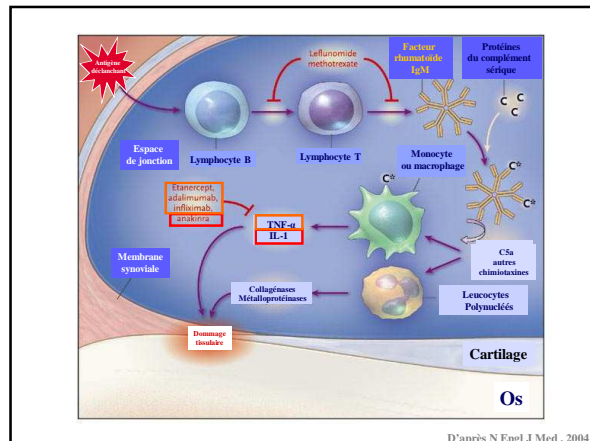 Antigène
déclanchant
Leflunomide
methotrexate
Facteur
rhumatoïde
IgM
Protéines
du complément
sérique
C
C
C
Espace
de jonction
Lymphocyte B
Lymphocyte T
Monocyte
ou macrophage
C*
C*
C*
Etanercept,
adalimumab,
infliximab,
anakinra
TNF-α
IL-1
C5a
autres
chimiotaxines
Membrane
synoviale
Collagénases
Métalloprotéinases
Leucocytes
Polynucléés
Dommage
tissulaire
Cartilage
Os
D'après N Engl J Med , 2004